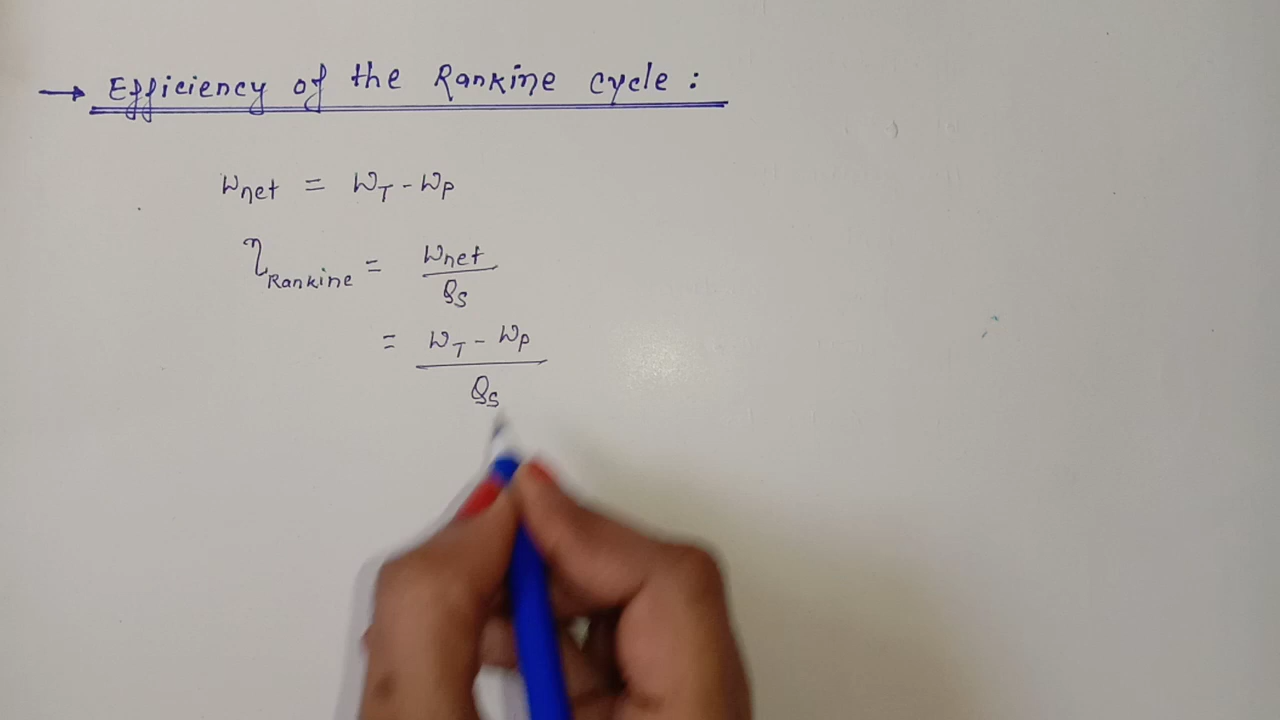 → Efficiency of the Rankine cycle :
Wnet = WT - WP
ηRankine = Wnet / QS
= WT - WP / QS